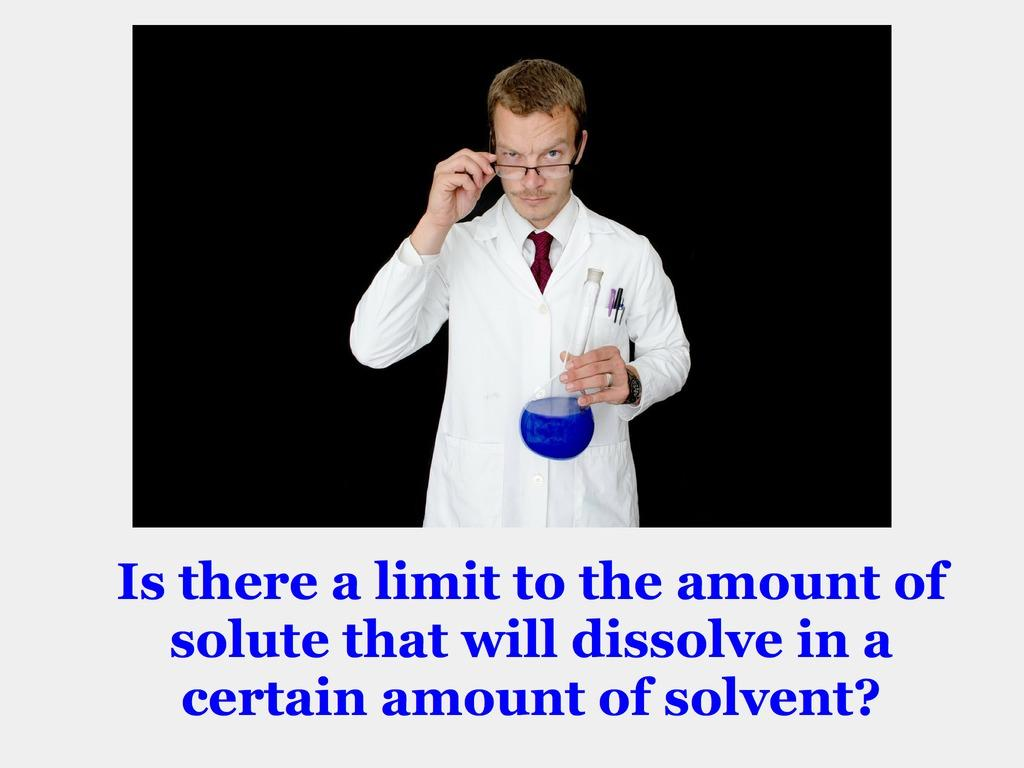 Is there a limit to the amount of
solute that will dissolve in a
certain amount of solvent?